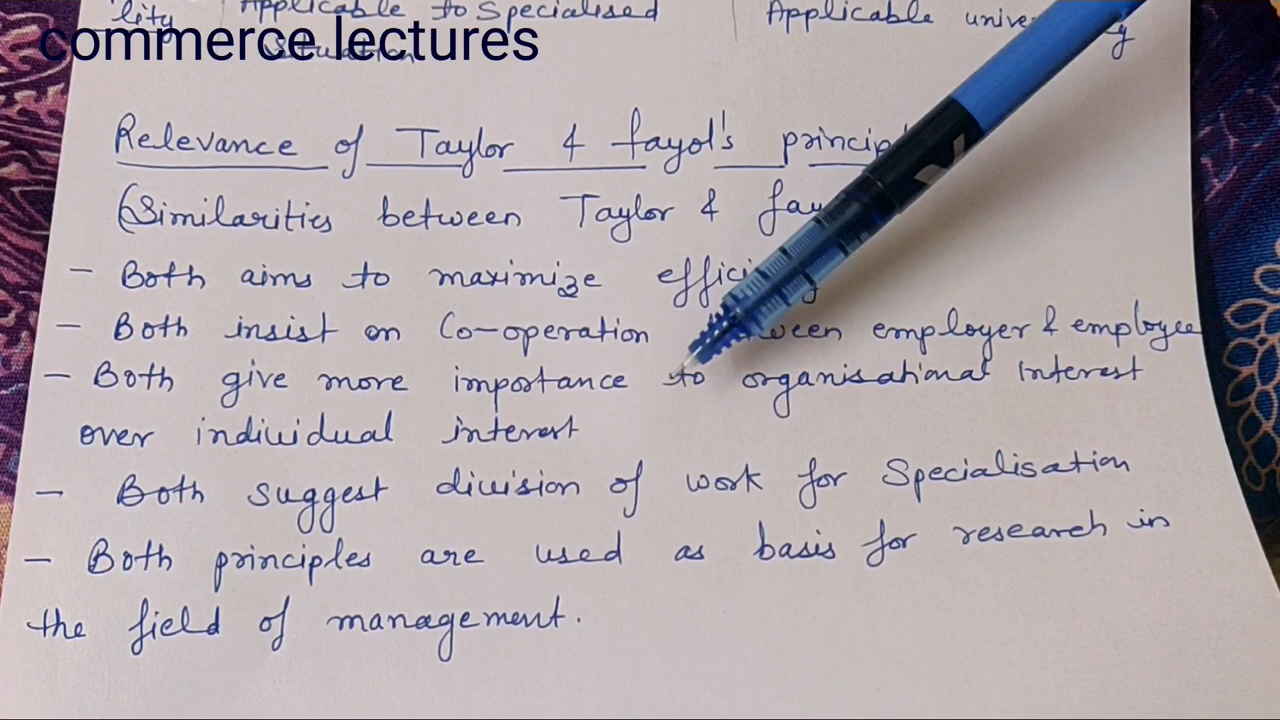 lity Applicable to Specialised Applicable
commerce lectures
Relevance of Taylor & Fayol's
(Similarities between Taylor &
- Both aims to maximize
- Both insist on Co-operation employer & employee
- Both give more importance to organisational Interest
over individual interest
- Both suggest division of work for Specialisation
- Both principles are used as basis for research in
the field of management.